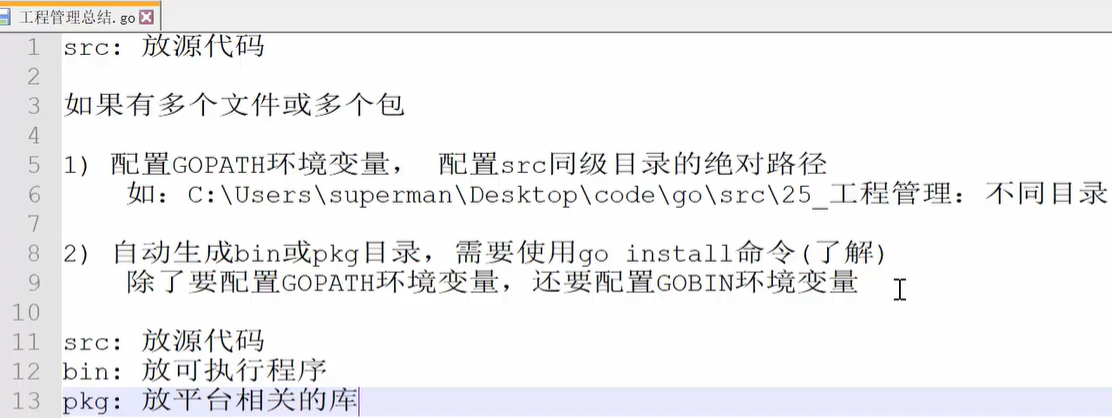 工程管理总结.go
1 src: 放源代码
2
3 如果有多个文件或多个包
4
5 1) 配置GOPATH环境变量， 配置src同级目录的绝对路径
6 如：C:\Users\superman\Desktop\code\go\src\25_工程管理：不同目录
7
8 2) 自动生成bin或pkg目录，需要使用go install命令(了解)
9 除了要配置GOPATH环境变量，还要配置GOBIN环境变量
10
11 src: 放源代码
12 bin: 放可执行程序
13 pkg: 放平台相关的库